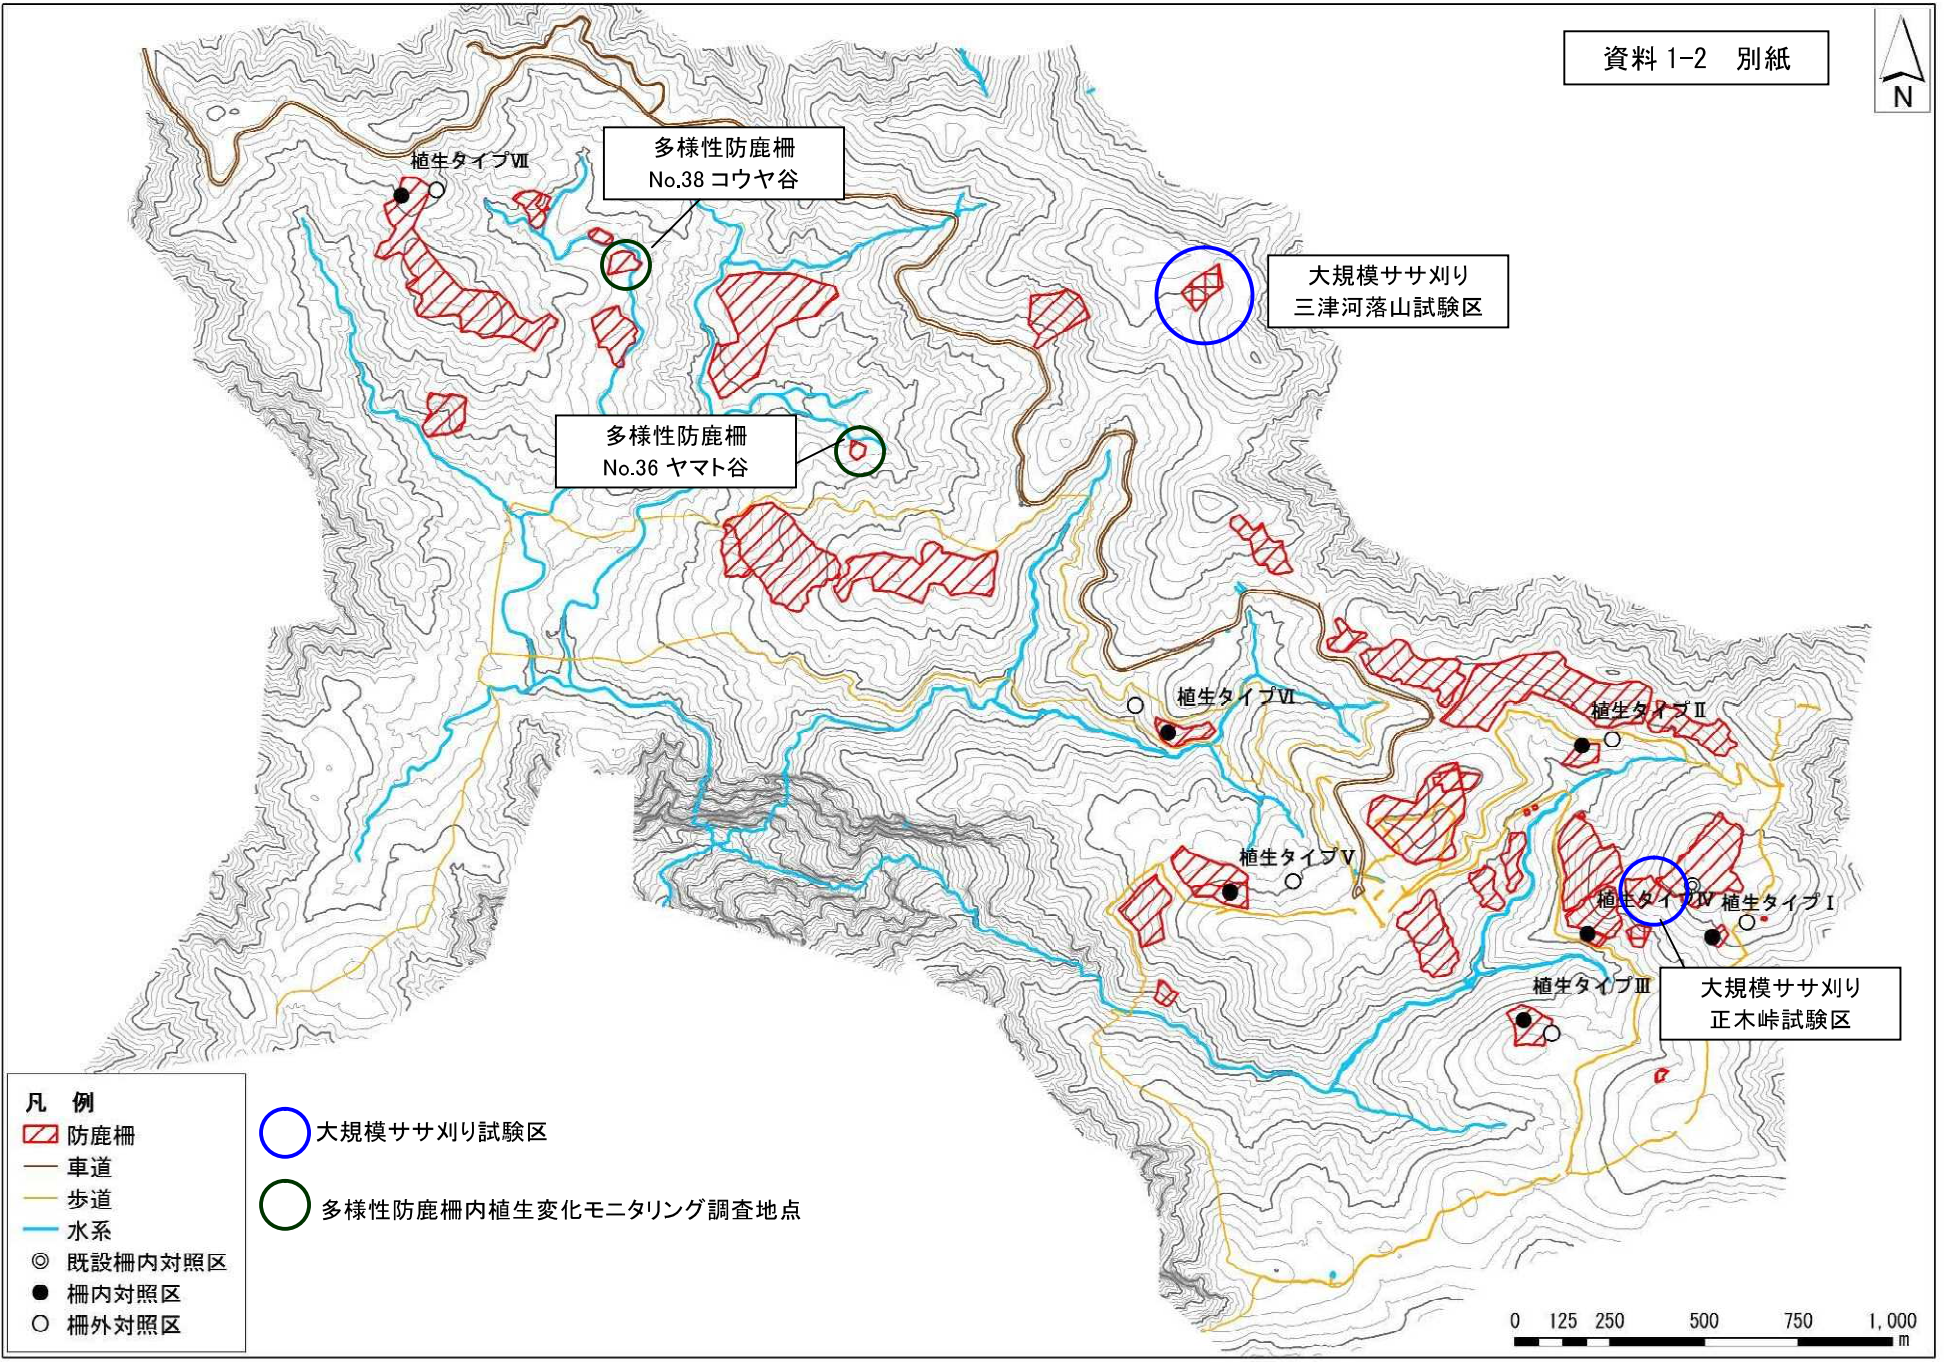 資料 1-2 別紙
N
植生タイプⅦ
多様性防鹿柵
No.38 コウヤ谷
大規模ササ刈り
三津河落山試験区
多様性防鹿柵
No.36 ヤマト谷
植生タイプⅥ
植生タイプⅡ
植生タイプⅤ
植生タイプⅣ
植生タイプⅠ
植生タイプⅢ
大規模ササ刈り
正木峠試験区
凡 例
防鹿柵
車道
歩道
水系
既設柵内対照区
柵内対照区
柵外対照区
大規模ササ刈り試験区
多様性防鹿柵内植生変化モニタリング調査地点
0 125 250 500 750 1,000
m